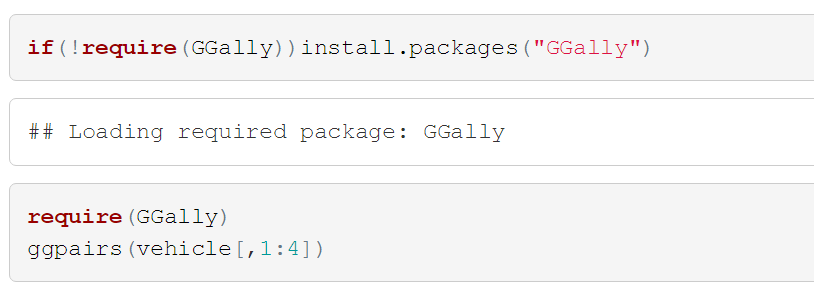 if(!require(GGally))install.packages("GGally")
## Loading required package: GGally
require(GGally)
ggpairs(vehicle[,1:4])